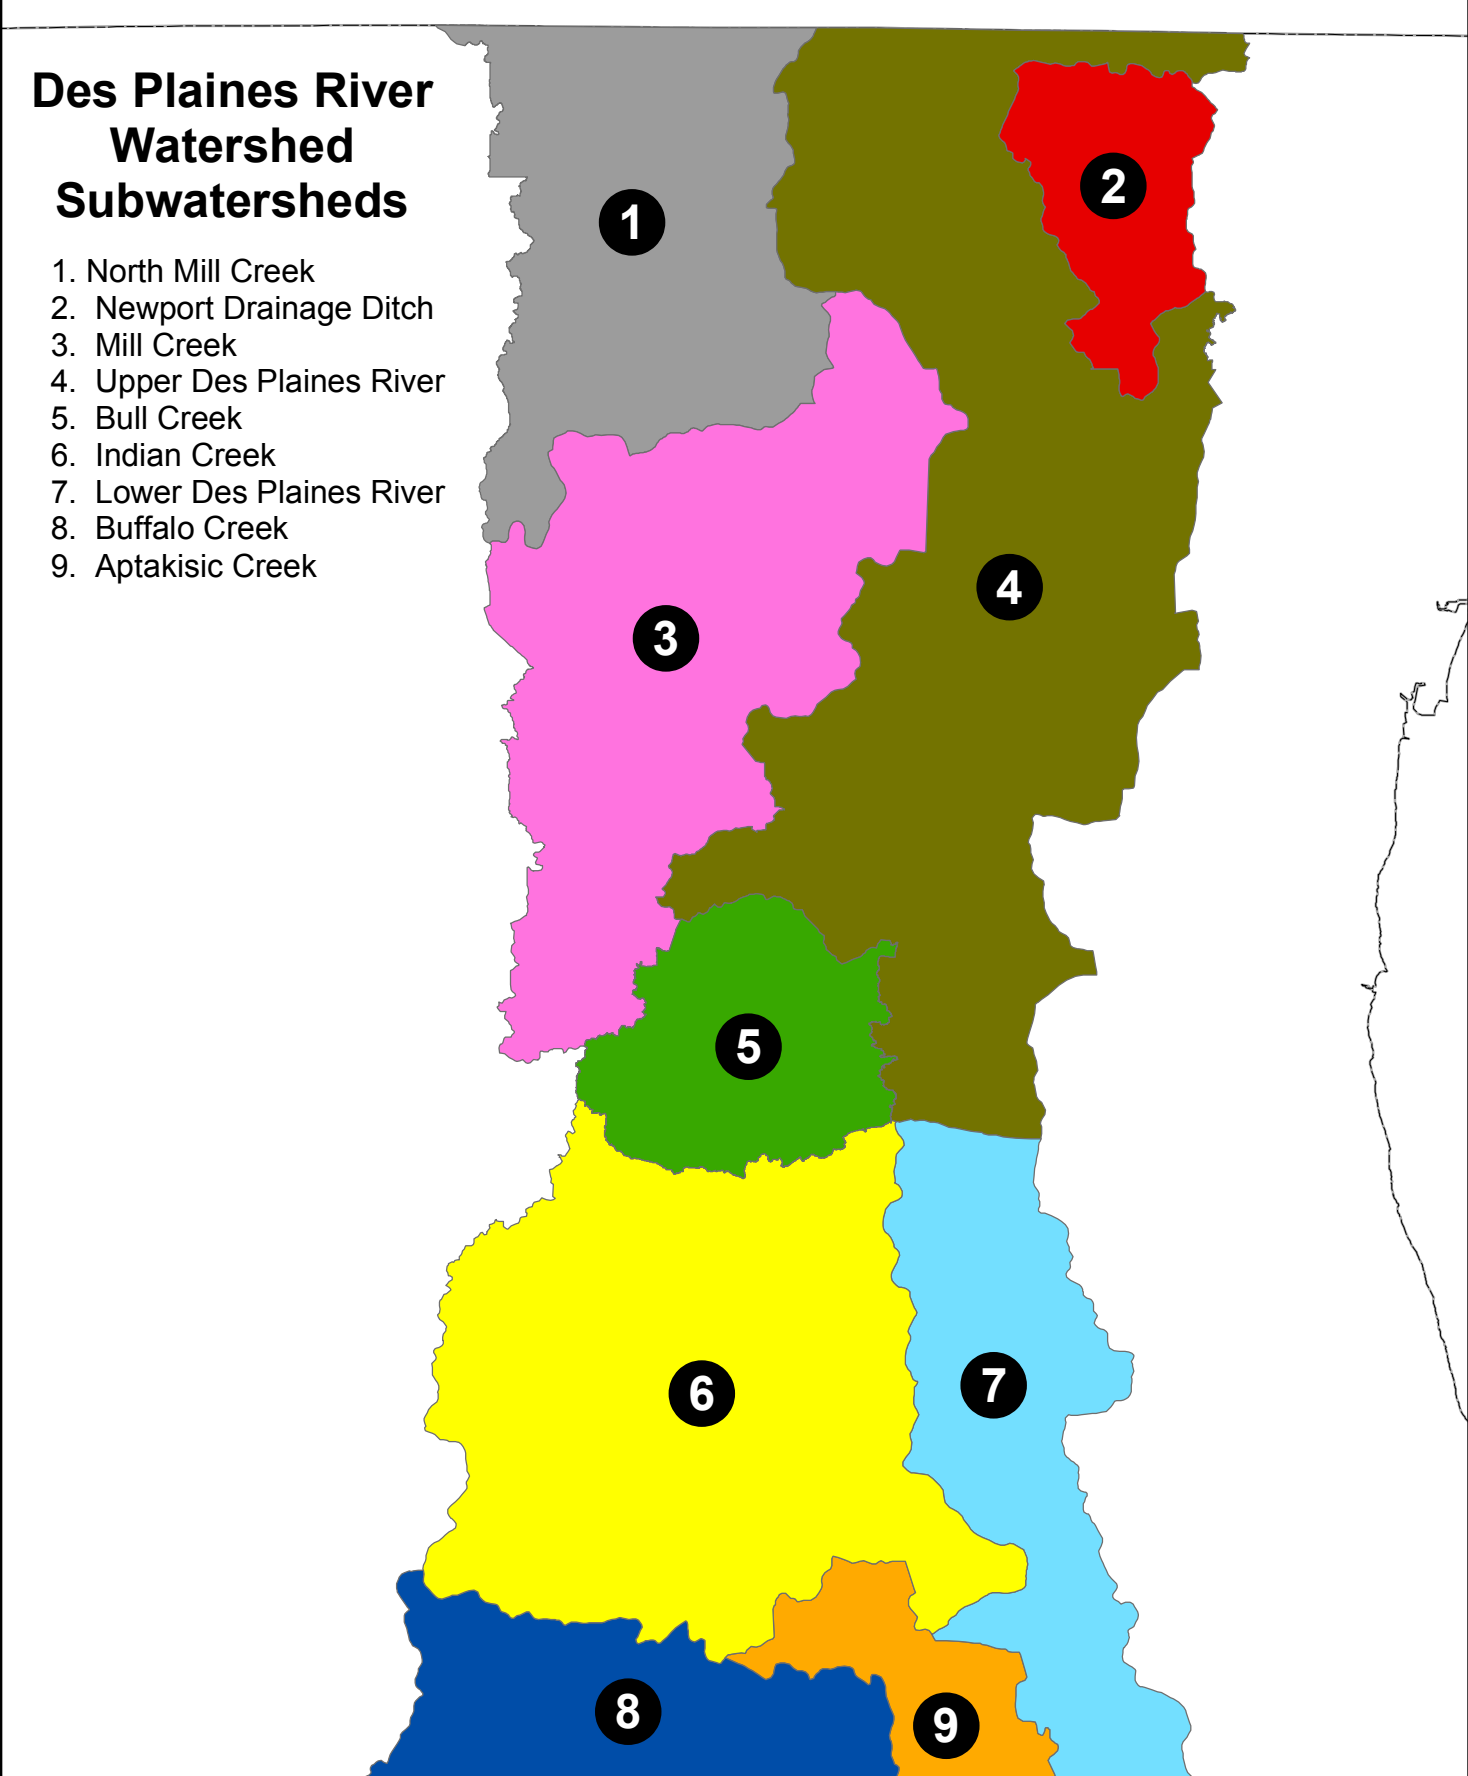 Des Plaines River
Watershed
Subwatersheds
1. North Mill Creek
2. Newport Drainage Ditch
3. Mill Creek
4. Upper Des Plaines River
5. Bull Creek
6. Indian Creek
7. Lower Des Plaines River
8. Buffalo Creek
9. Aptakisic Creek
1
2
3
4
5
6
7
8
9